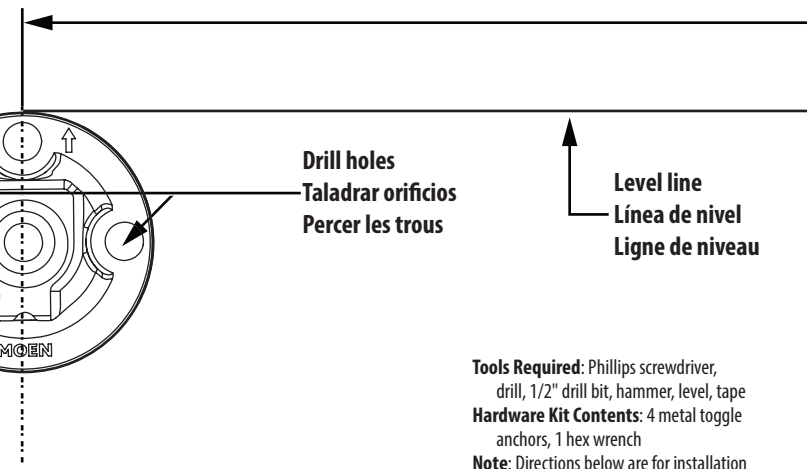 Drill holes
Taladrar orificios
Percer les trous
Level line
Línea de nivel
Ligne de niveau
MOEN
Tools Required: Phillips screwdriver,
drill, 1/2" drill bit, hammer, level, tape
Hardware Kit Contents: 4 metal toggle
anchors, 1 hex wrench
Note: Directions below are for installation